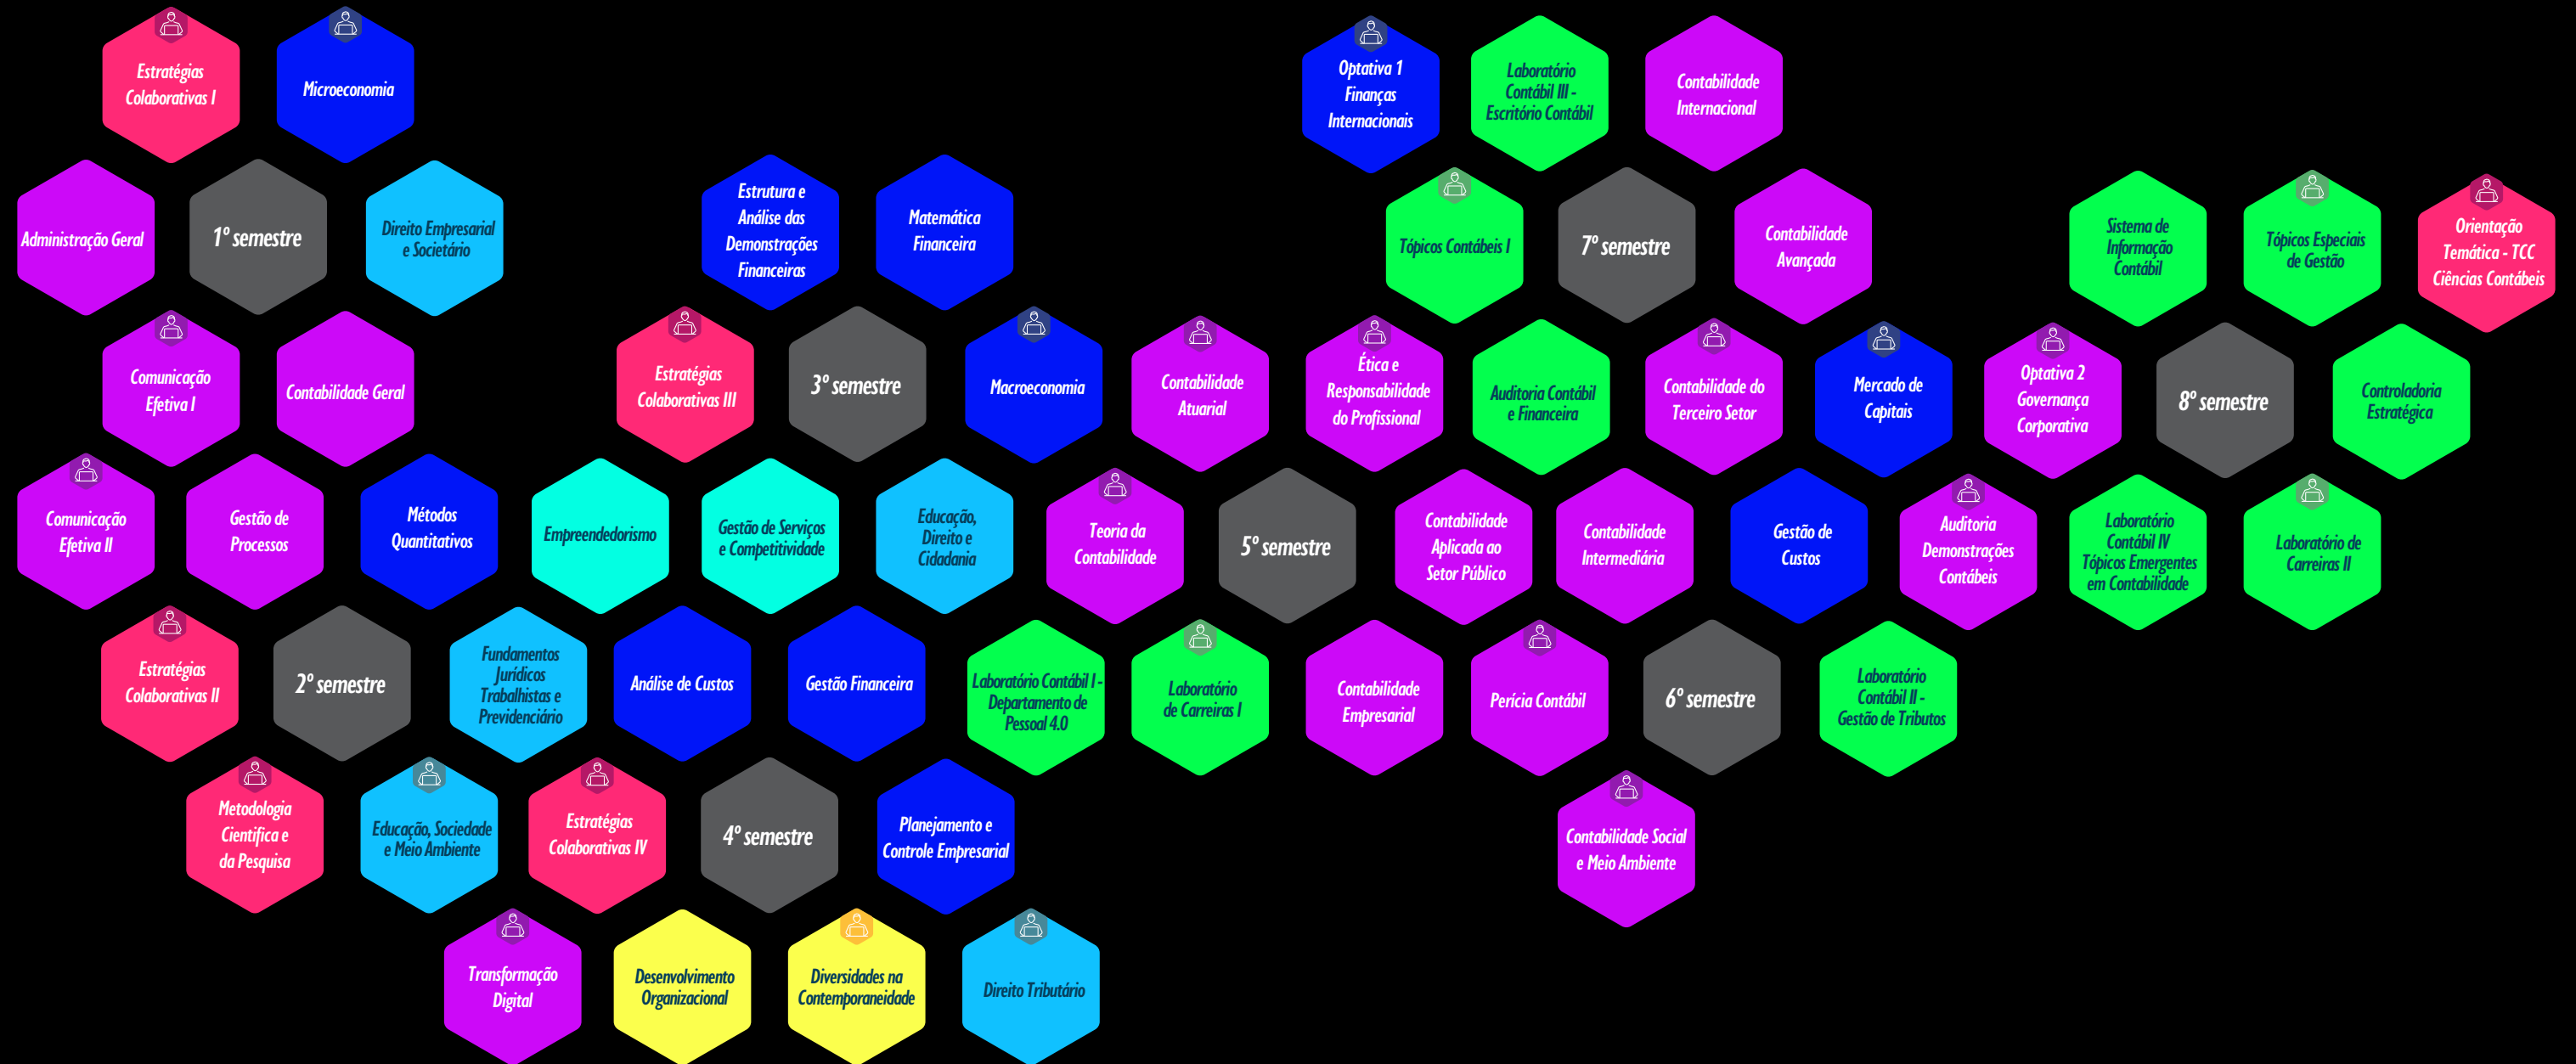 Estratégias
Colaborativas I
Microeconomia
Administração Geral
1º semestre
Direito Empresarial
e Societário
Comunicação
Efetiva I
Contabilidade Geral
Comunicação
Efetiva II
Gestão de
Processos
Métodos
Quantitativos
Estratégias
Colaborativas II
2º semestre
Fundamentos
Jurídicos
Trabalhistas e
Previdenciário
Metodologia
Cientifica e
da Pesquisa
Educação, Sociedade
e Meio Ambiente
Estrutura e
Análise das
Demonstrações
Financeiras
Matemática
Financeira
Estratégias
Colaborativas III
3º semestre
Macroeconomia
Empreendedorismo
Gestão de Serviços
e Competitividade
Educação,
Direito e
Cidadania
Análise de Custos
Gestão Financeira
Estratégias
Colaborativas IV
4º semestre
Planejamento e
Controle Empresarial
Transformação
Digital
Desenvolvimento
Organizacional
Diversidades na
Contemporaneidade
Direito Tributário
Contabilidade
Atuarial
Ética e
Responsabilidade
do Profissional
Teoria da
Contabilidade
5º semestre
Contabilidade
Aplicada ao
Setor Público
Laboratório Contábil I -
Departamento de
Pessoal 4.0
Laboratório
de Carreiras I
Contabilidade
Empresarial
Auditoria Contábil
e Financeira
Contabilidade do
Terceiro Setor
Contabilidade
Intermediária
Gestão de
Custos
Perícia Contábil
6º semestre
Laboratório
Contábil II -
Gestão de Tributos
Contabilidade Social
e Meio Ambiente
Optativa 1
Finanças
Internacionais
Laboratório
Contábil III -
Escritório Contábil
Contabilidade
Internacional
Tópicos Contábeis I
7º semestre
Contabilidade
Avançada
Mercado de
Capitais
Sistema de
Informação
Contábil
Tópicos Especiais
de Gestão
Orientação
Temática - TCC
Ciências Contábeis
Optativa 2
Governança
Corporativa
8º semestre
Controladoria
Estratégica
Auditoria
Demonstrações
Contábeis
Laboratório
Contábil IV
Tópicos Emergentes
em Contabilidade
Laboratório de
Carreiras II